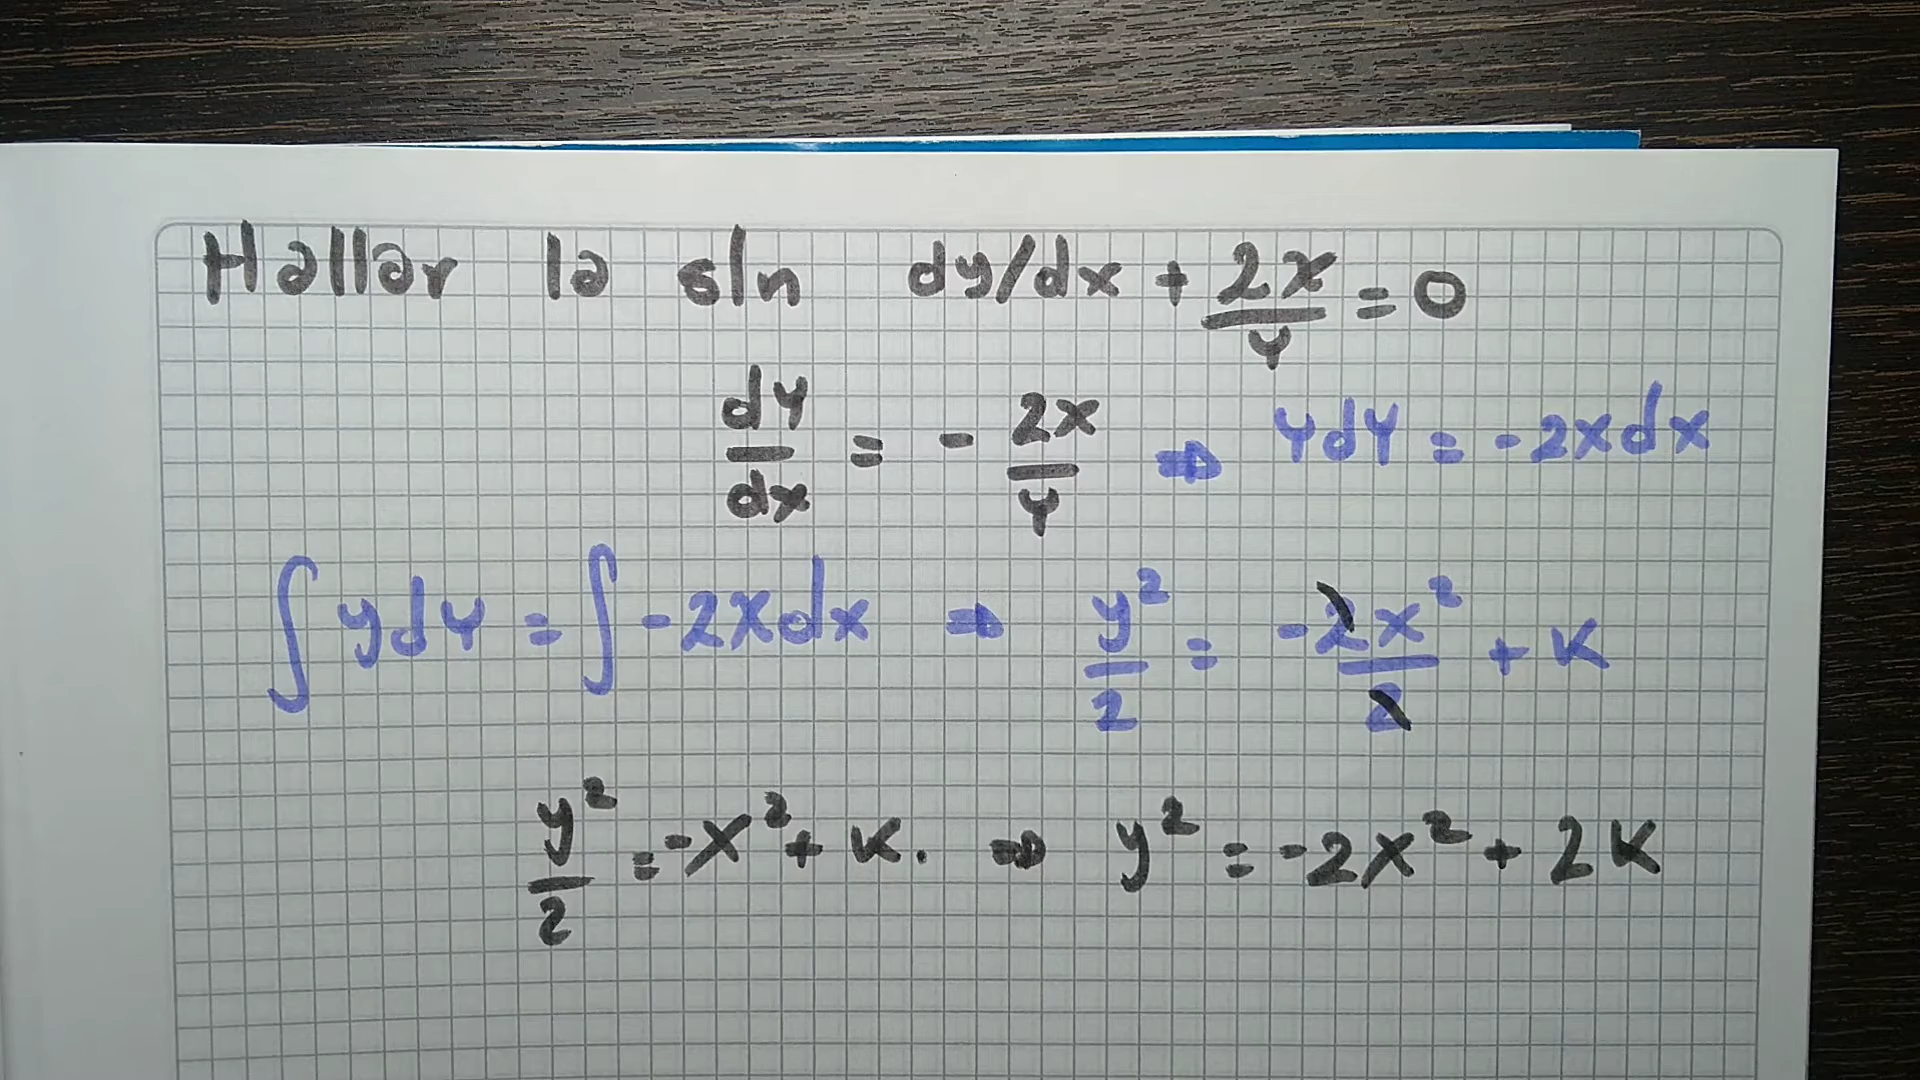 Hallar la sln dy/dx + 2x/y = 0
dy/dx = - 2x/y ⇒ ydy = -2xdx
∫ ydy = ∫ -2xdx ⇒ y²/2 = -2x²/2 + K
y²/2 = -x² + K. ⇒ y² = -2x² + 2K